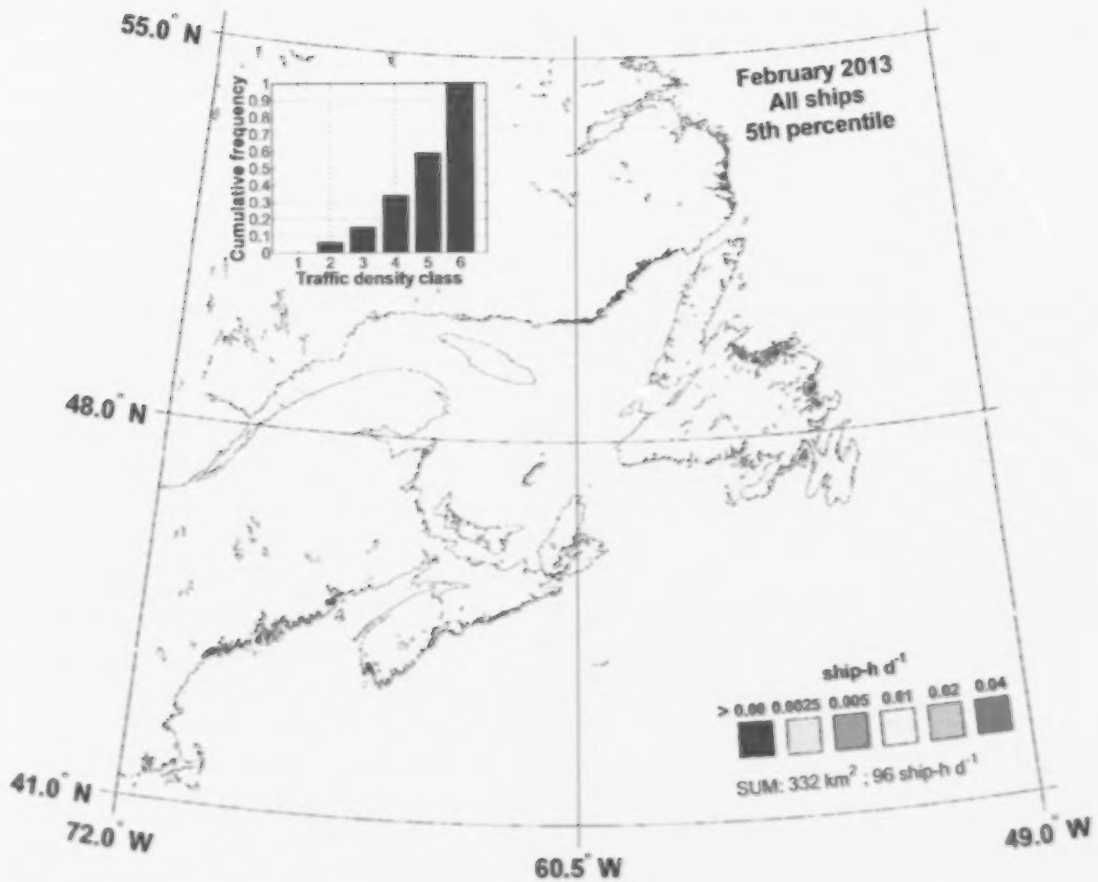 55.0° N
February 2013
All ships
5th percentile
Cumulative frequency
1
0.9
0.8
0.7
0.6
0.5
0.4
0.3
0.2
0.1
0
1 2 3 4 5 6
Traffic density class
48.0° N
ship-h d⁻¹
> 0.00 0.0025 0.005 0.01 0.02 0.04
SUM: 332 km² ; 96 ship-h d⁻¹
41.0° N
72.0° W
60.5° W
49.0° W